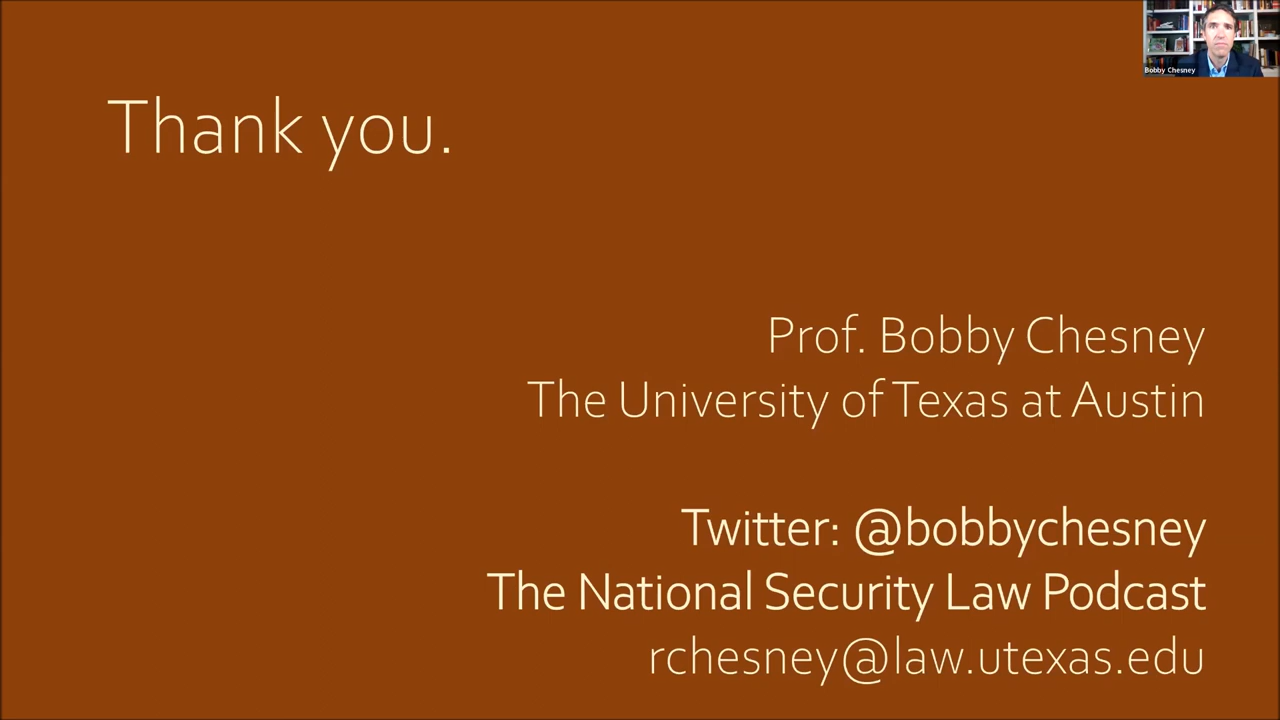 Bobby Chesney
Thank you.
Prof. Bobby Chesney
The University of Texas at Austin
Twitter: @bobbychesney
The National Security Law Podcast
rchesney@law.utexas.edu